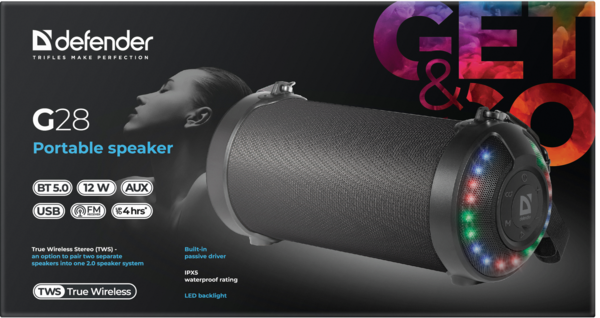 defender
TRIFLES MAKE PERFECTION
GET
& GO
G28
Portable speaker
BT 5.0 12 W AUX
USB FM 4hrs*
True Wireless Stereo (TWS) -
an option to pair two separate
speakers into one 2.0 speaker system
TWS True Wireless
Built-in
passive driver
IPX5
waterproof rating
LED backlight